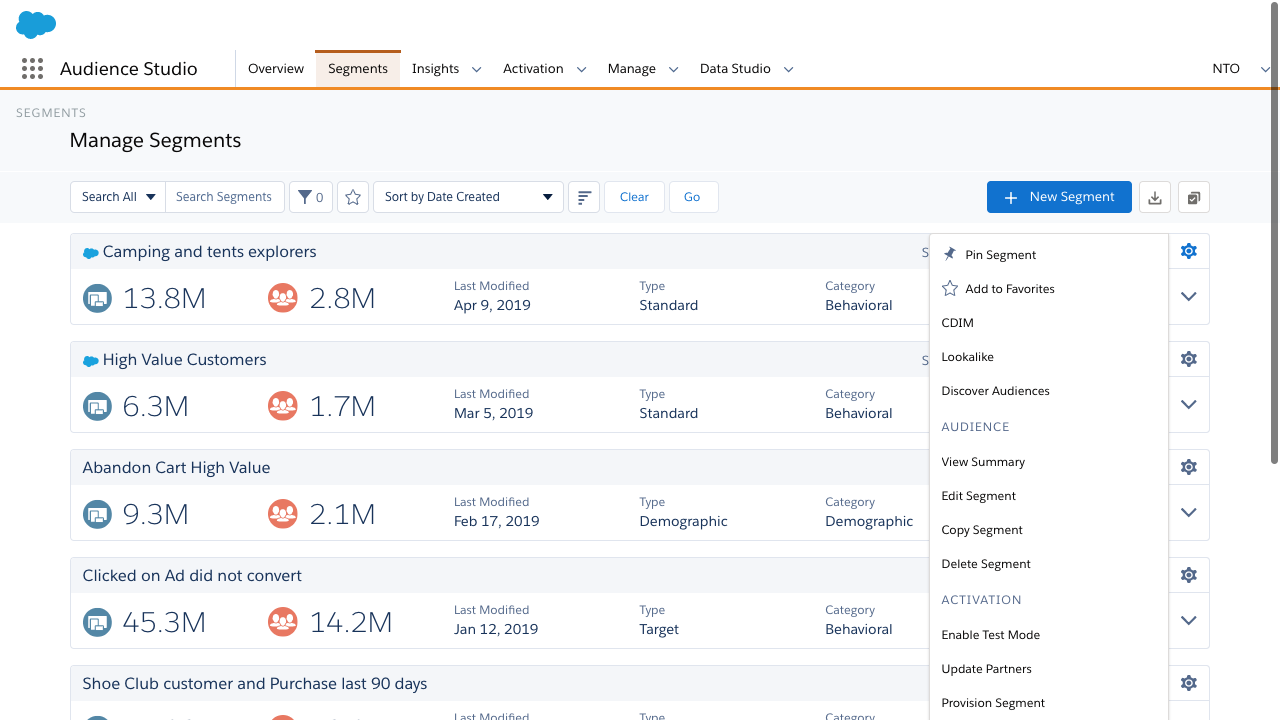 Audience Studio
Overview
Segments
Insights
Activation
Manage
Data Studio
NTO
SEGMENTS
Manage Segments
Search All
Search Segments
0
Sort by Date Created
Clear
Go
New Segment
Camping and tents explorers
S
13.8M
2.8M
Last Modified
Apr 9, 2019
Type
Standard
Category
Behavioral
High Value Customers
S
6.3M
1.7M
Last Modified
Mar 5, 2019
Type
Standard
Category
Behavioral
Abandon Cart High Value
9.3M
2.1M
Last Modified
Feb 17, 2019
Type
Demographic
Category
Demographic
Clicked on Ad did not convert
45.3M
14.2M
Last Modified
Jan 12, 2019
Type
Target
Category
Behavioral
Shoe Club customer and Purchase last 90 days
Last Modified
Type
Category
Pin Segment
Add to Favorites
CDIM
Lookalike
Discover Audiences
AUDIENCE
View Summary
Edit Segment
Copy Segment
Delete Segment
ACTIVATION
Enable Test Mode
Update Partners
Provision Segment